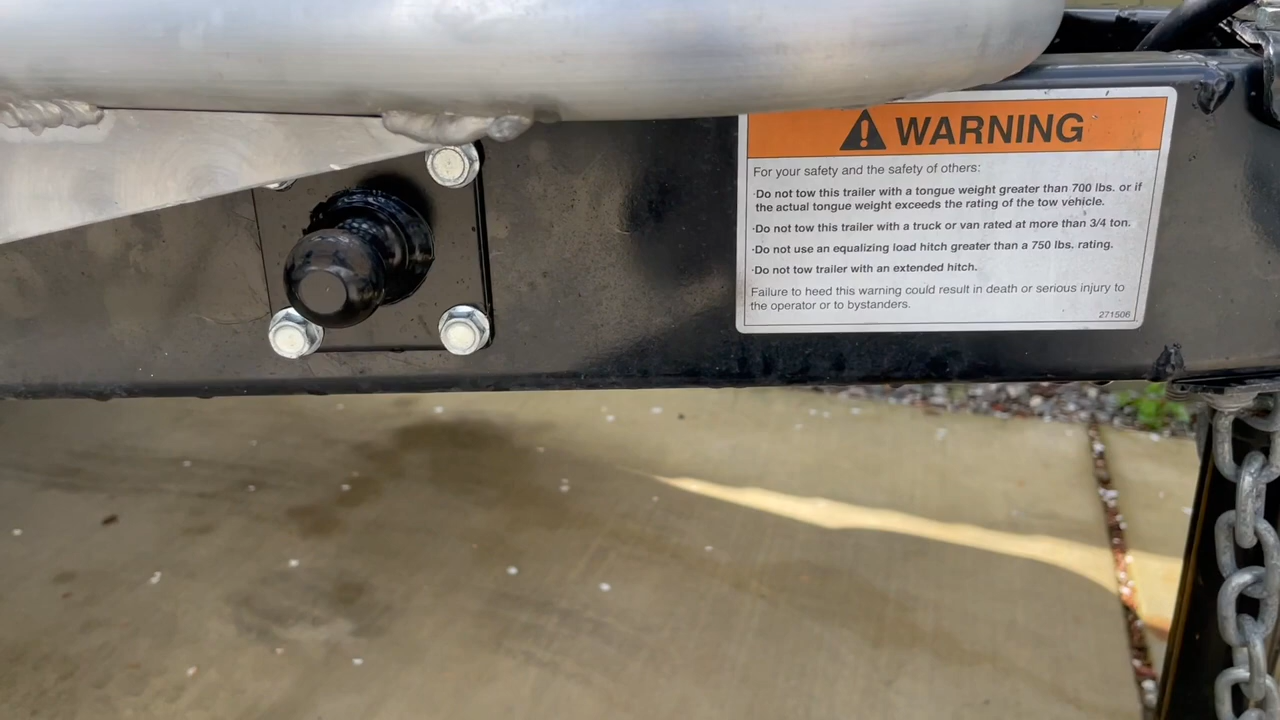 WARNING
For your safety and the safety of others:
·Do not tow this trailer with a tongue weight greater than 700 lbs. or if
the actual tongue weight exceeds the rating of the tow vehicle.
·Do not tow this trailer with a truck or van rated at more than 3/4 ton.
·Do not use an equalizing load hitch greater than a 750 lbs. rating.
·Do not tow trailer with an extended hitch.
Failure to heed this warning could result in death or serious injury to
the operator or to bystanders.
271506